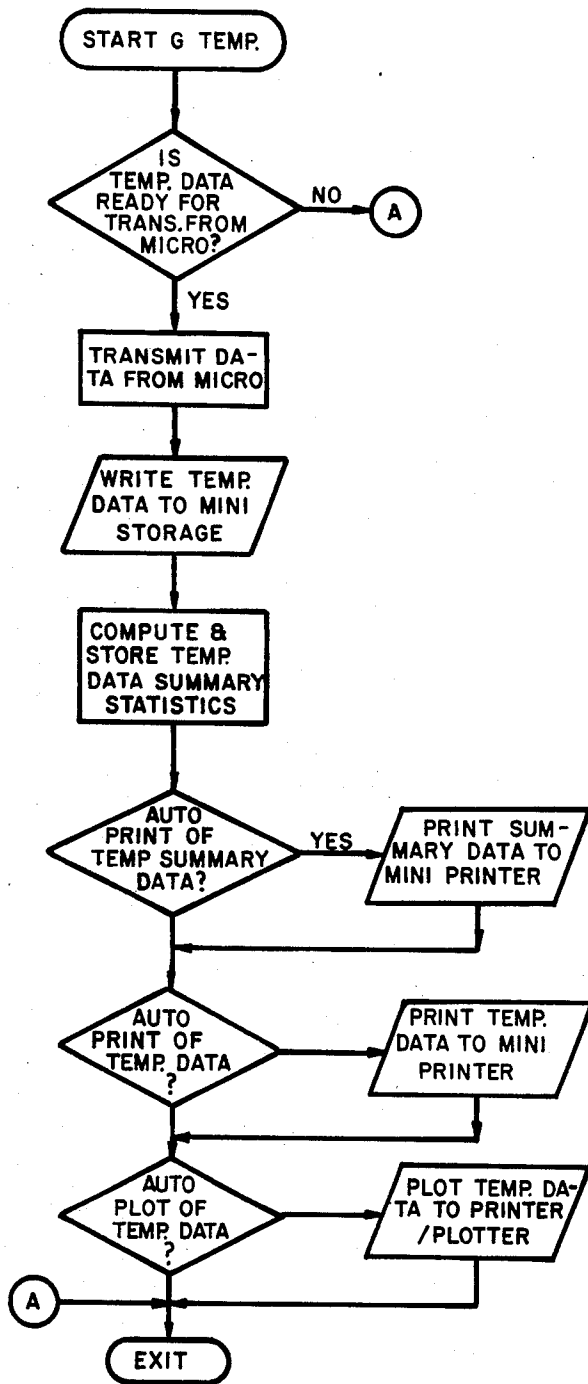 START G TEMP.
IS
TEMP. DATA
READY FOR
TRANS.FROM
MICRO?
NO
A
YES
TRANSMIT DA-
TA FROM MICRO
WRITE TEMP.
DATA TO MINI
STORAGE
COMPUTE &
STORE TEMP.
DATA SUMMARY
STATISTICS
AUTO
PRINT OF
TEMP SUMMARY
DATA?
YES
PRINT SUM-
MARY DATA TO
MINI PRINTER
AUTO
PRINT OF
TEMP. DATA
?
PRINT TEMP.
DATA TO MINI
PRINTER
AUTO
PLOT OF
TEMP. DATA
?
PLOT TEMP. DA-
TA TO PRINTER
/PLOTTER
A
EXIT